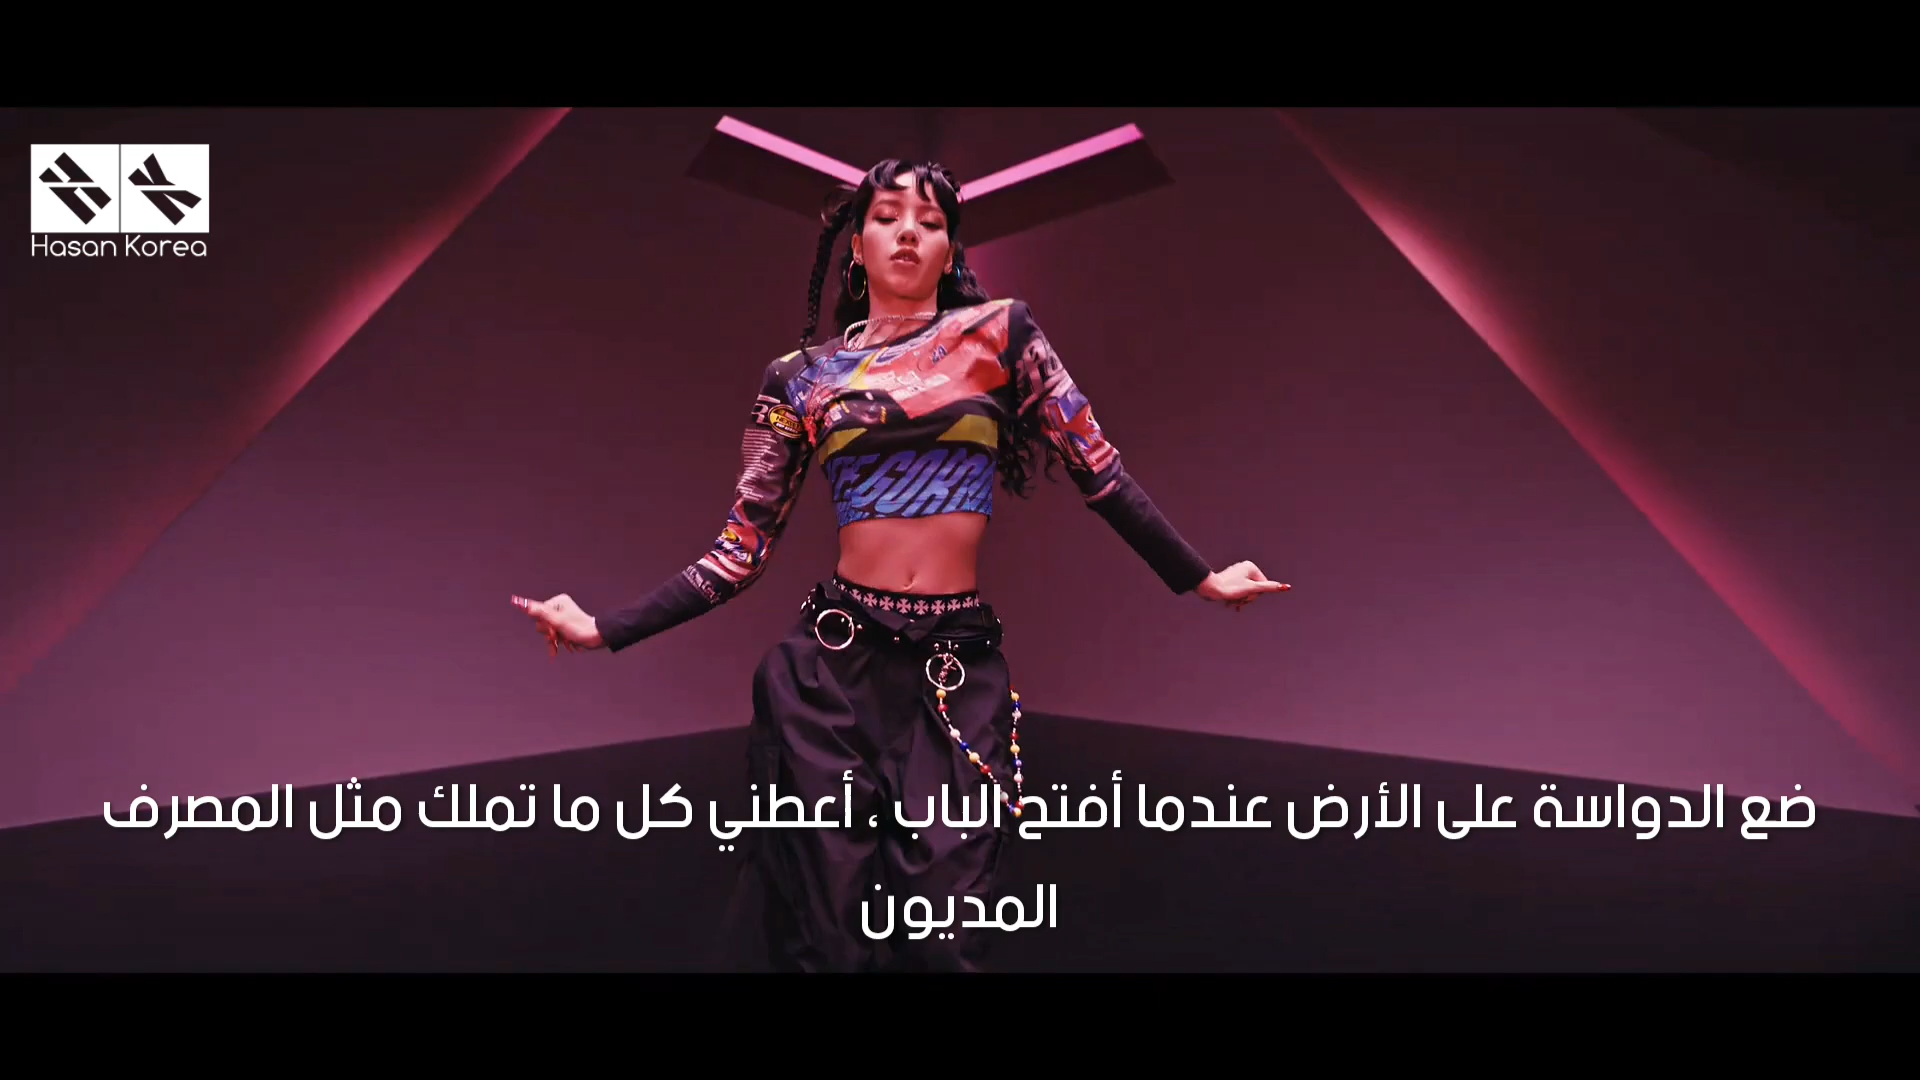 Hasan Korea
ضع الدواسة على الأرض عندما أفتح الباب ، أعطني كل ما تملك مثل المصرف
المديون